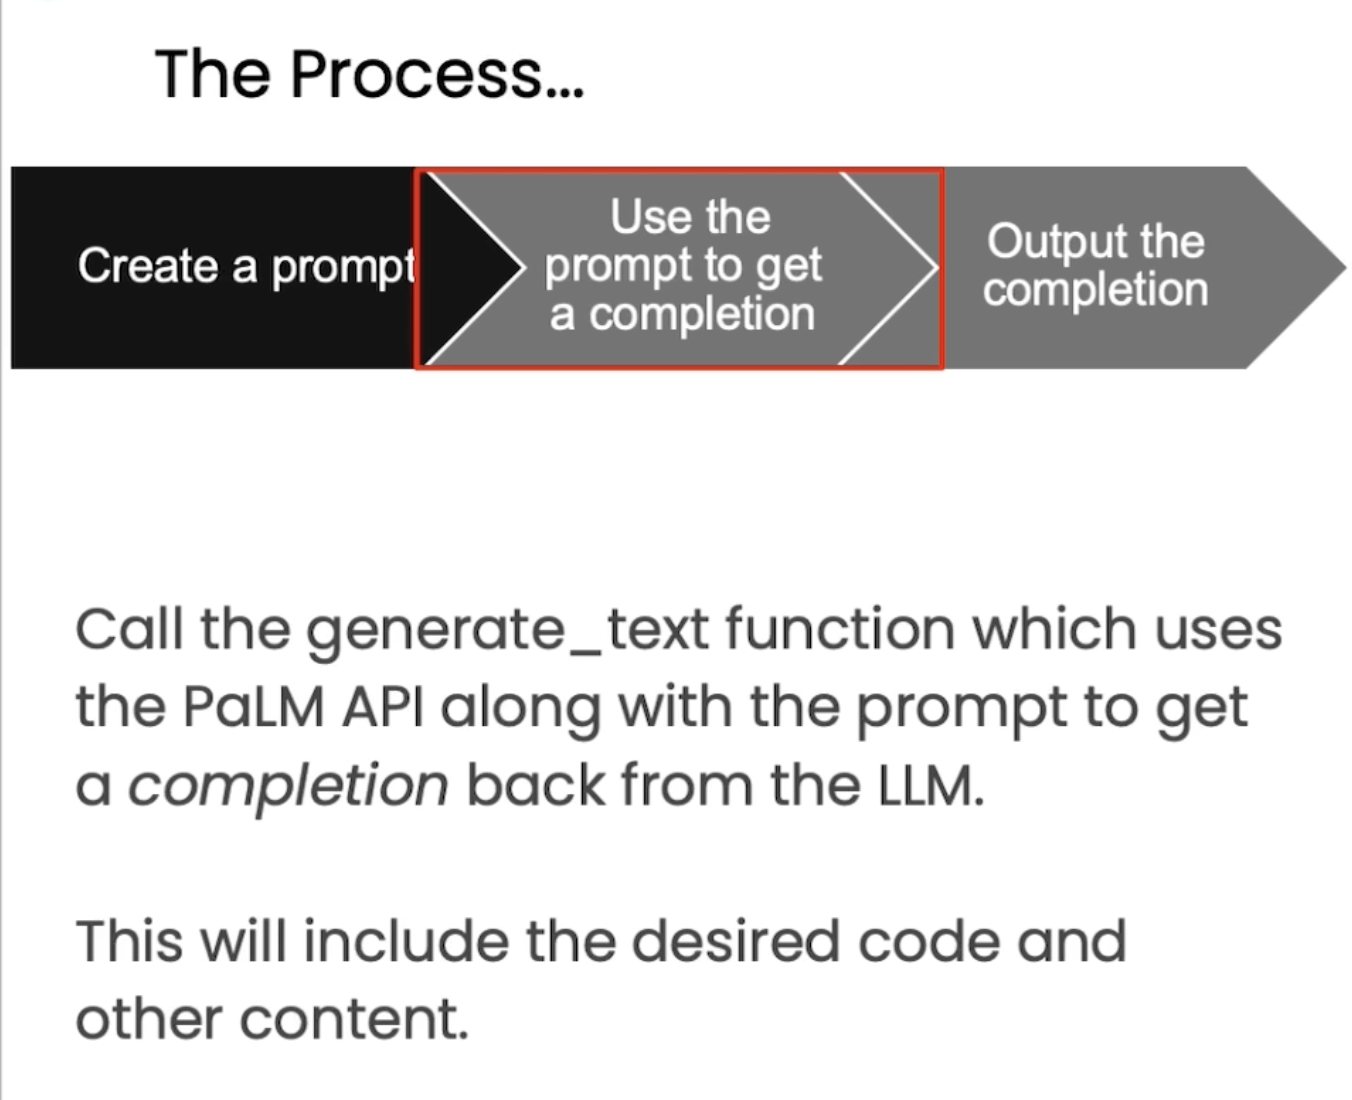 The Process...
Create a prompt
Use the
prompt to get
a completion
Output the
completion
Call the generate_text function which uses
the PaLM API along with the prompt to get
a completion back from the LLM.
This will include the desired code and
other content.